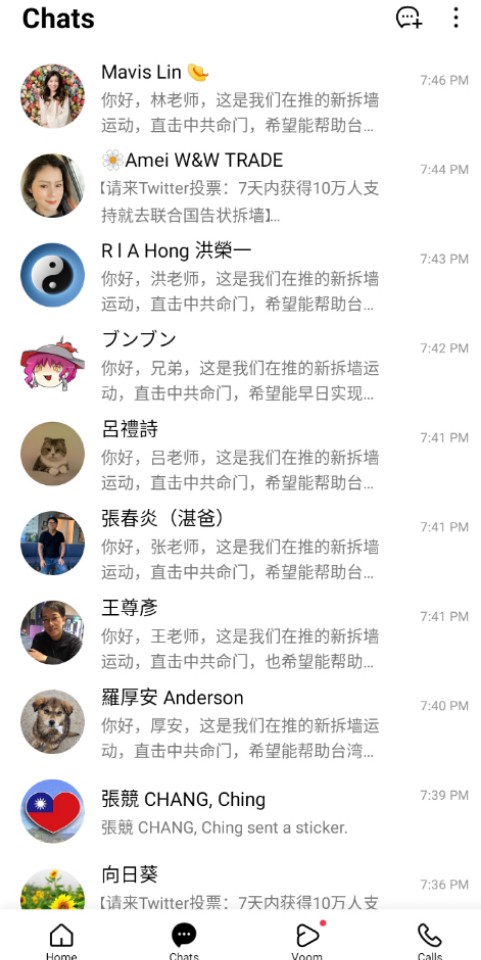 Chats
Mavis Lin
7:46 PM
你好，林老师，这是我们在推的新拆墙
运动，直击中共命门，希望能帮助台...
Amei W&W TRADE
7:44 PM
【请来Twitter投票：7天内获得10万人支
持就去联合国告状拆墙】...
R l A Hong 洪榮一
7:43 PM
你好，洪老师，这是我们在推的新拆墙
运动，直击中共命门，希望能帮助台...
ブンブン
7:42 PM
你好，兄弟，这是我们在推的新拆墙运
动，直击中共命门，希望能早日实现...
呂禮詩
7:41 PM
你好，吕老师，这是我们在推的新拆墙
运动，直击中共命门，希望能帮助台...
張春炎（湛爸）
7:41 PM
你好，张老师，这是我们在推的新拆墙
运动，直击中共命门，希望能帮助台...
王尊彥
7:41 PM
你好，王老师，这是我们在推的新拆墙
运动，直击中共命门，也希望能帮助...
羅厚安 Anderson
7:40 PM
你好，厚安，这是我们在推的新拆墙运
动，直击中共命门，希望能帮助台湾...
張競 CHANG, Ching
7:39 PM
張競 CHANG, Ching sent a sticker.
向日葵
7:36 PM
【请来Twitter投票：7天内获得10万人支
Home
Chats
Voom
Calls